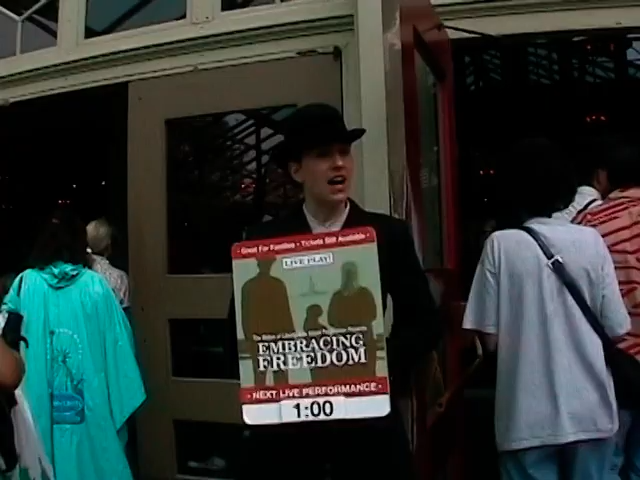 Great For Families • Tickets Still Available
LIVE PLAY!
EMBRACING
FREEDOM
• NEXT LIVE PERFORMANCE •
1:00